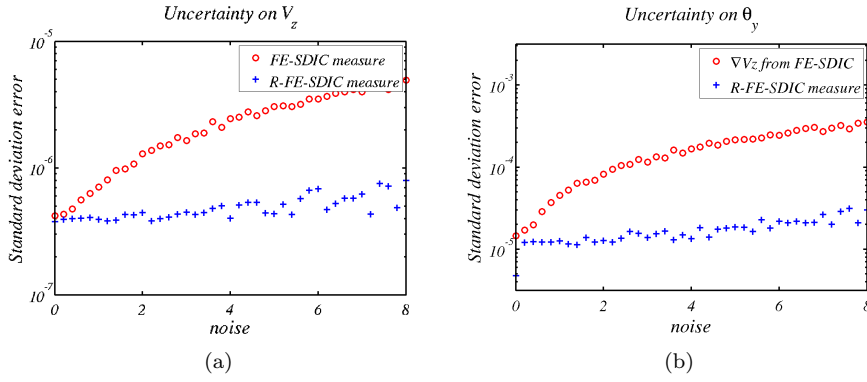 Uncertainty on V_z
10^-5
10^-6
10^-7
Standard deviation error
FE-SDIC measure
R-FE-SDIC measure
0 2 4 6 8
noise
(a)
Uncertainty on θ_y
10^-3
10^-4
10^-5
Standard deviation error
∇Vz from FE-SDIC
R-FE-SDIC measure
0 2 4 6 8
noise
(b)